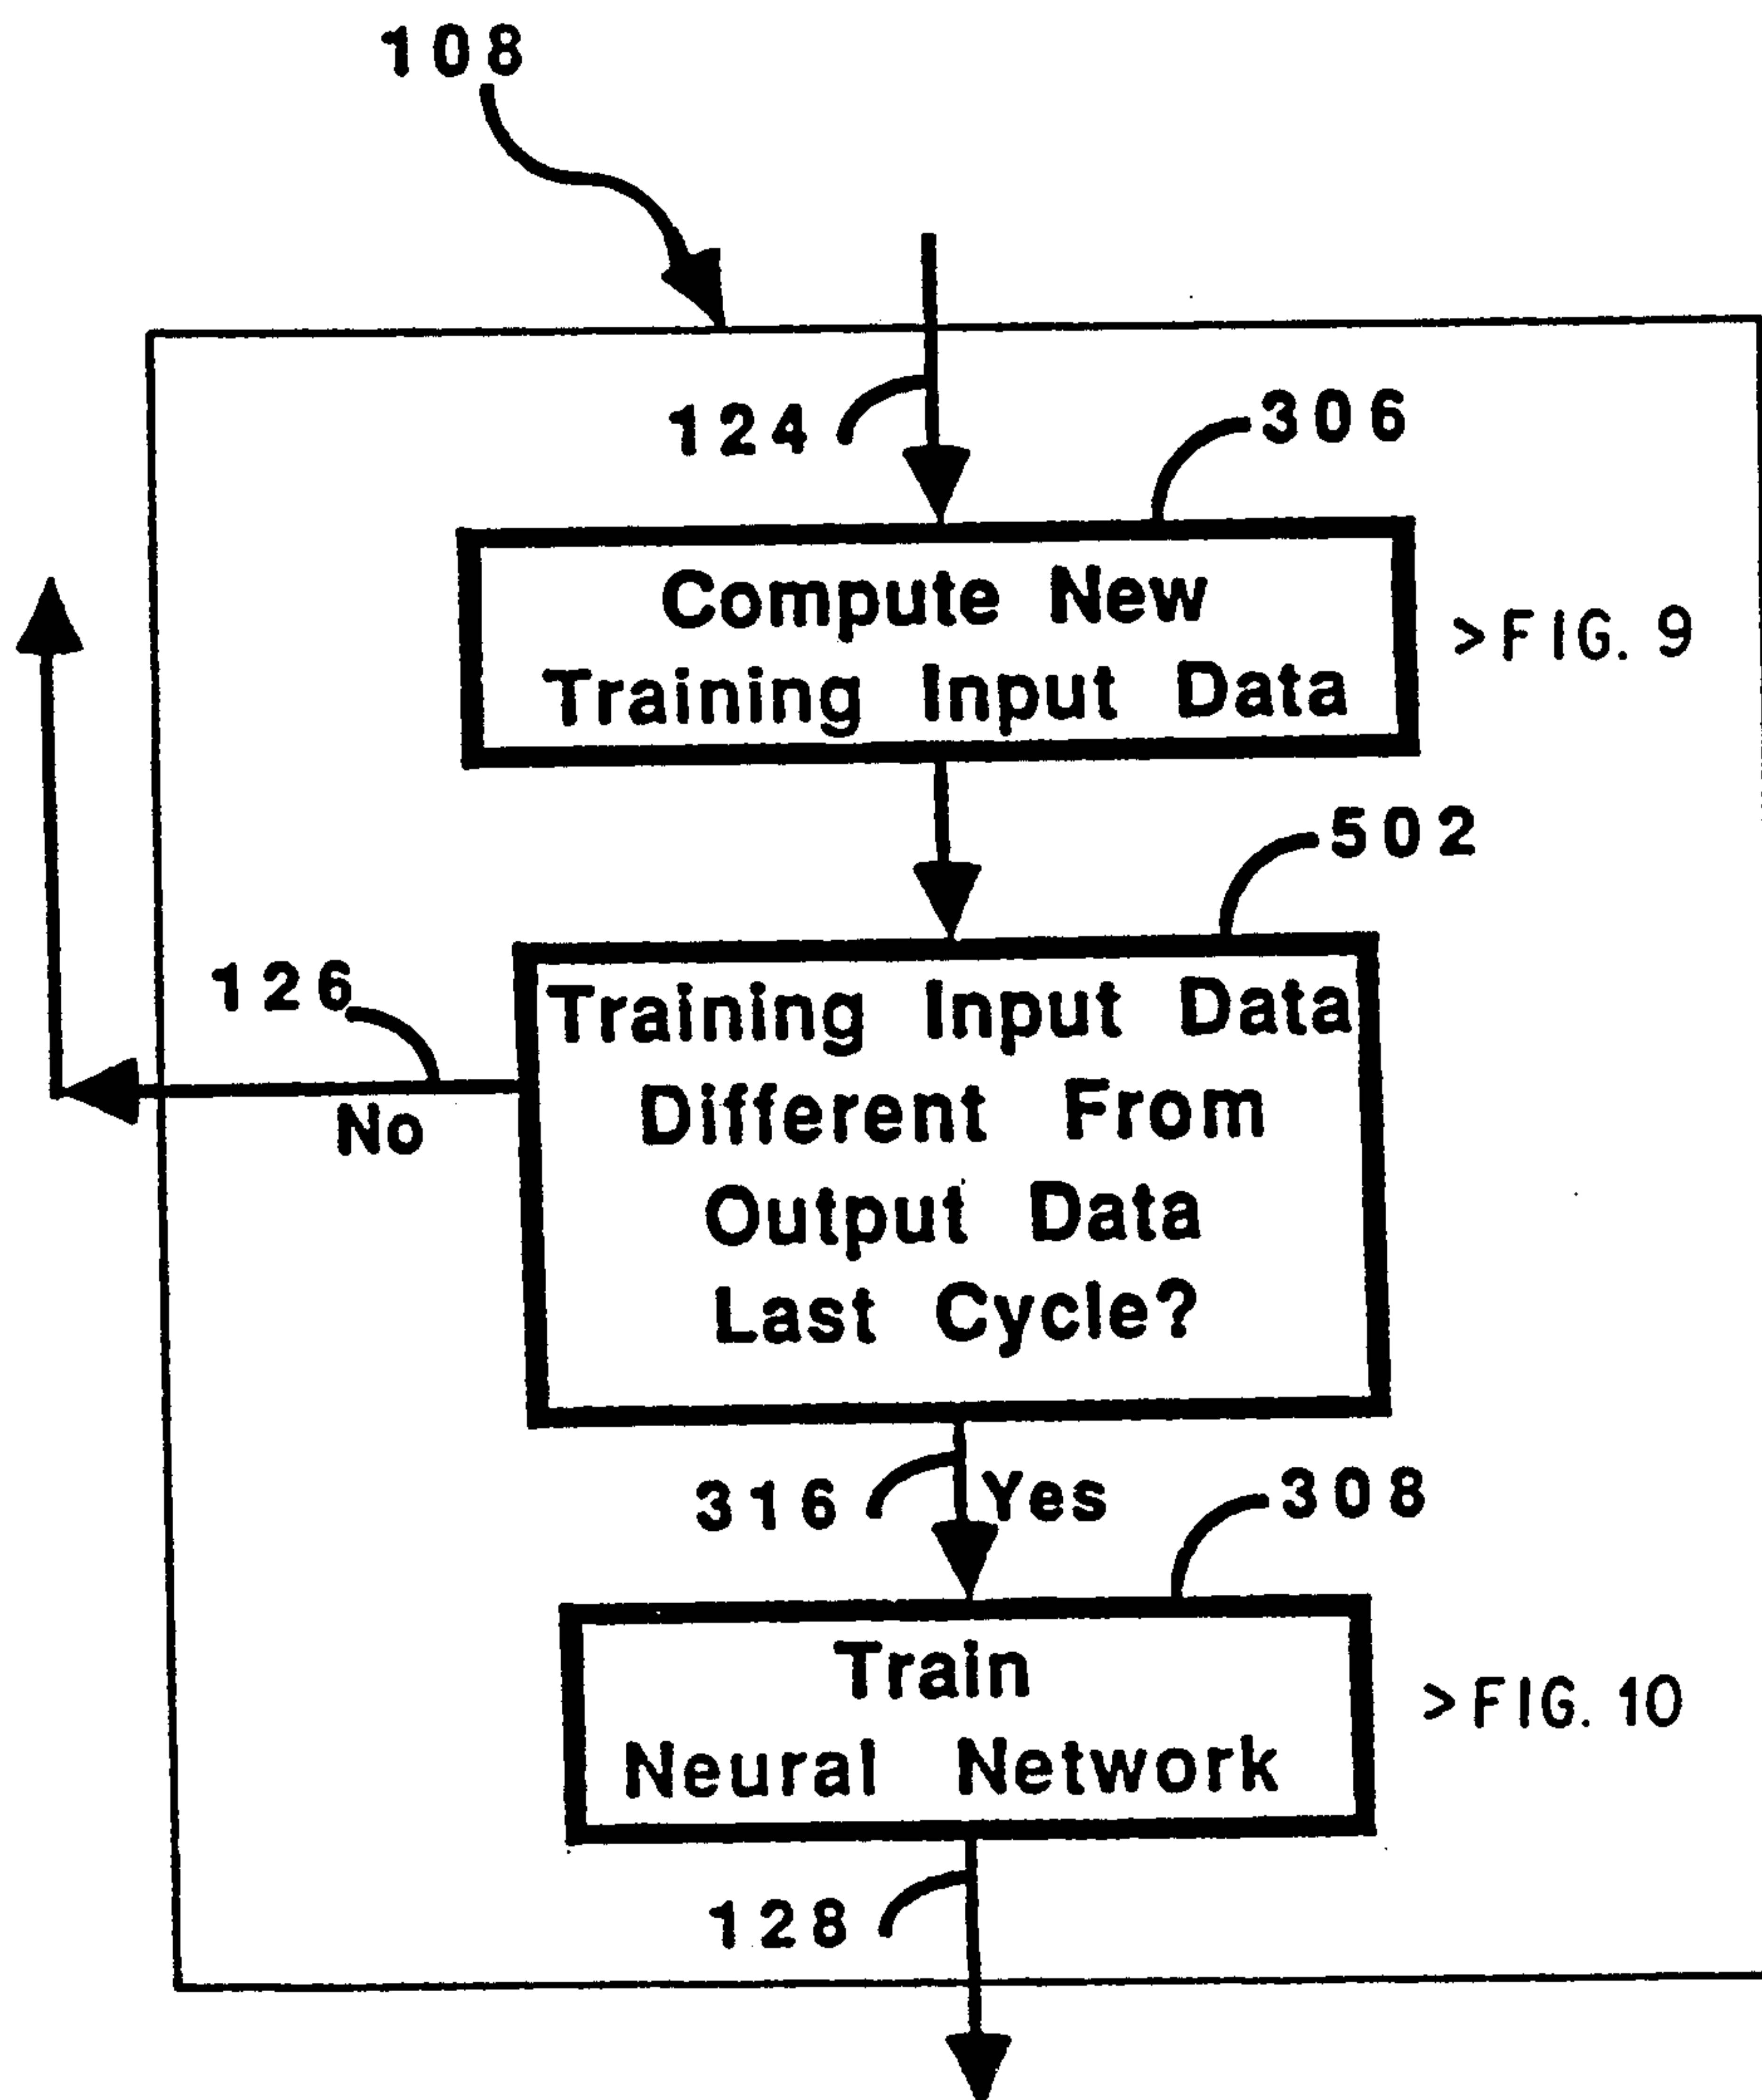 108
124
306
Compute New
Training Input Data
>FIG. 9
502
126
Training Input Data
Different From
Output Data
Last Cycle?
No
316
Yes
308
Train
Neural Network
>FIG. 10
128